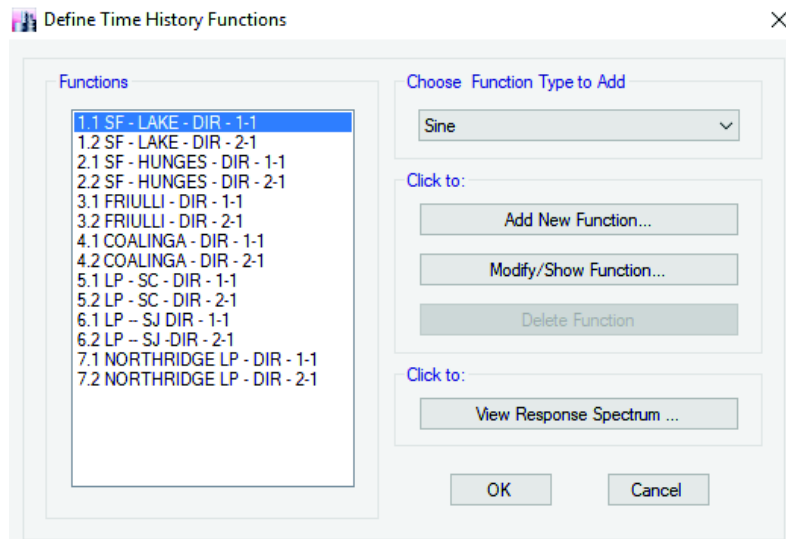 Define Time History Functions
Functions
1.1 SF - LAKE - DIR - 1-1
1.2 SF - LAKE - DIR - 2-1
2.1 SF - HUNGES - DIR - 1-1
2.2 SF - HUNGES - DIR - 2-1
3.1 FRIULLI - DIR - 1-1
3.2 FRIULLI - DIR - 2-1
4.1 COALINGA - DIR - 1-1
4.2 COALINGA - DIR - 2-1
5.1 LP - SC - DIR - 1-1
5.2 LP - SC - DIR - 2-1
6.1 LP -- SJ DIR - 1-1
6.2 LP -- SJ -DIR - 2-1
7.1 NORTHRIDGE LP - DIR - 1-1
7.2 NORTHRIDGE LP - DIR - 2-1
Choose Function Type to Add
Sine
Click to:
Add New Function...
Modify/Show Function...
Delete Function
Click to:
View Response Spectrum ...
OK
Cancel